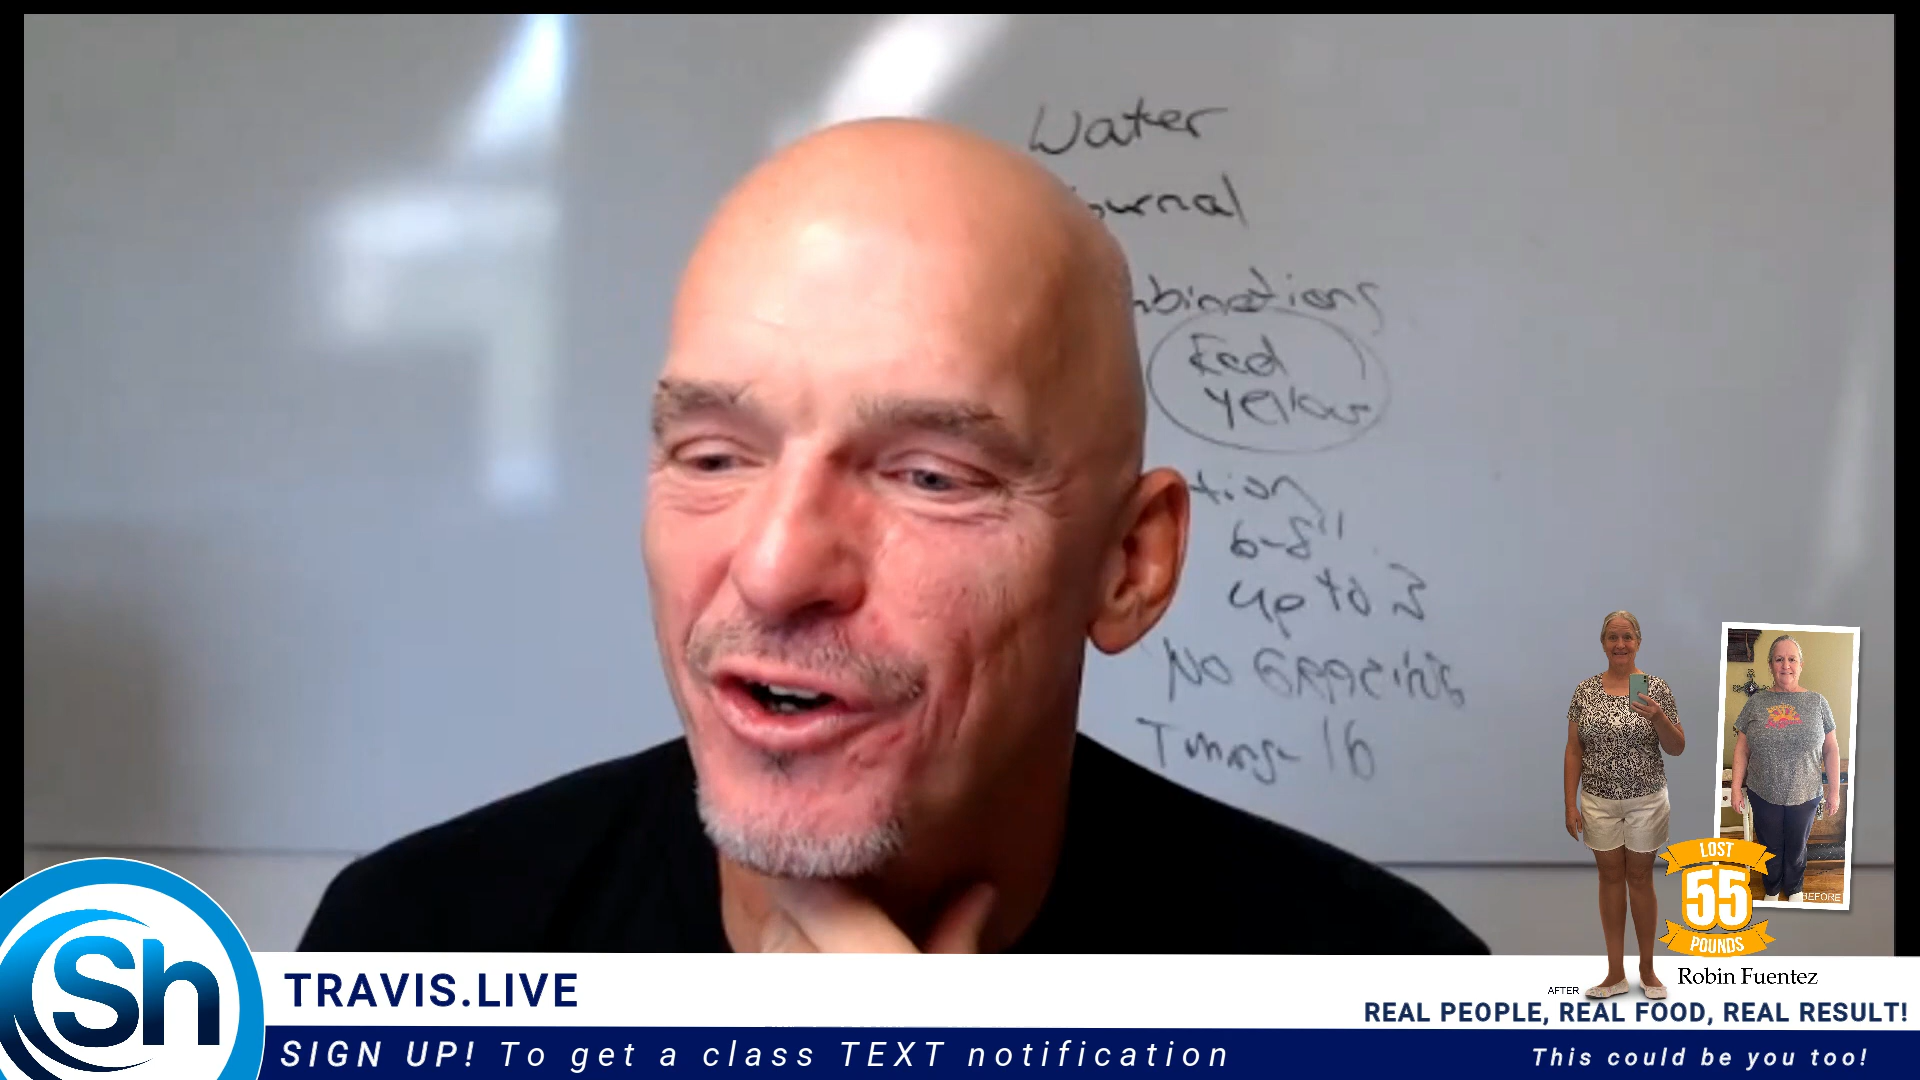 Water
urnal
binations
Red
yellow
tion
6-8"
up to 3
NO GRAZING
Timing- 16
LOST
55
POUNDS
BEFORE
AFTER
Robin Fuentez
Sh
TRAVIS.LIVE
REAL PEOPLE, REAL FOOD, REAL RESULT!
SIGN UP! To get a class TEXT notification
This could be you too!